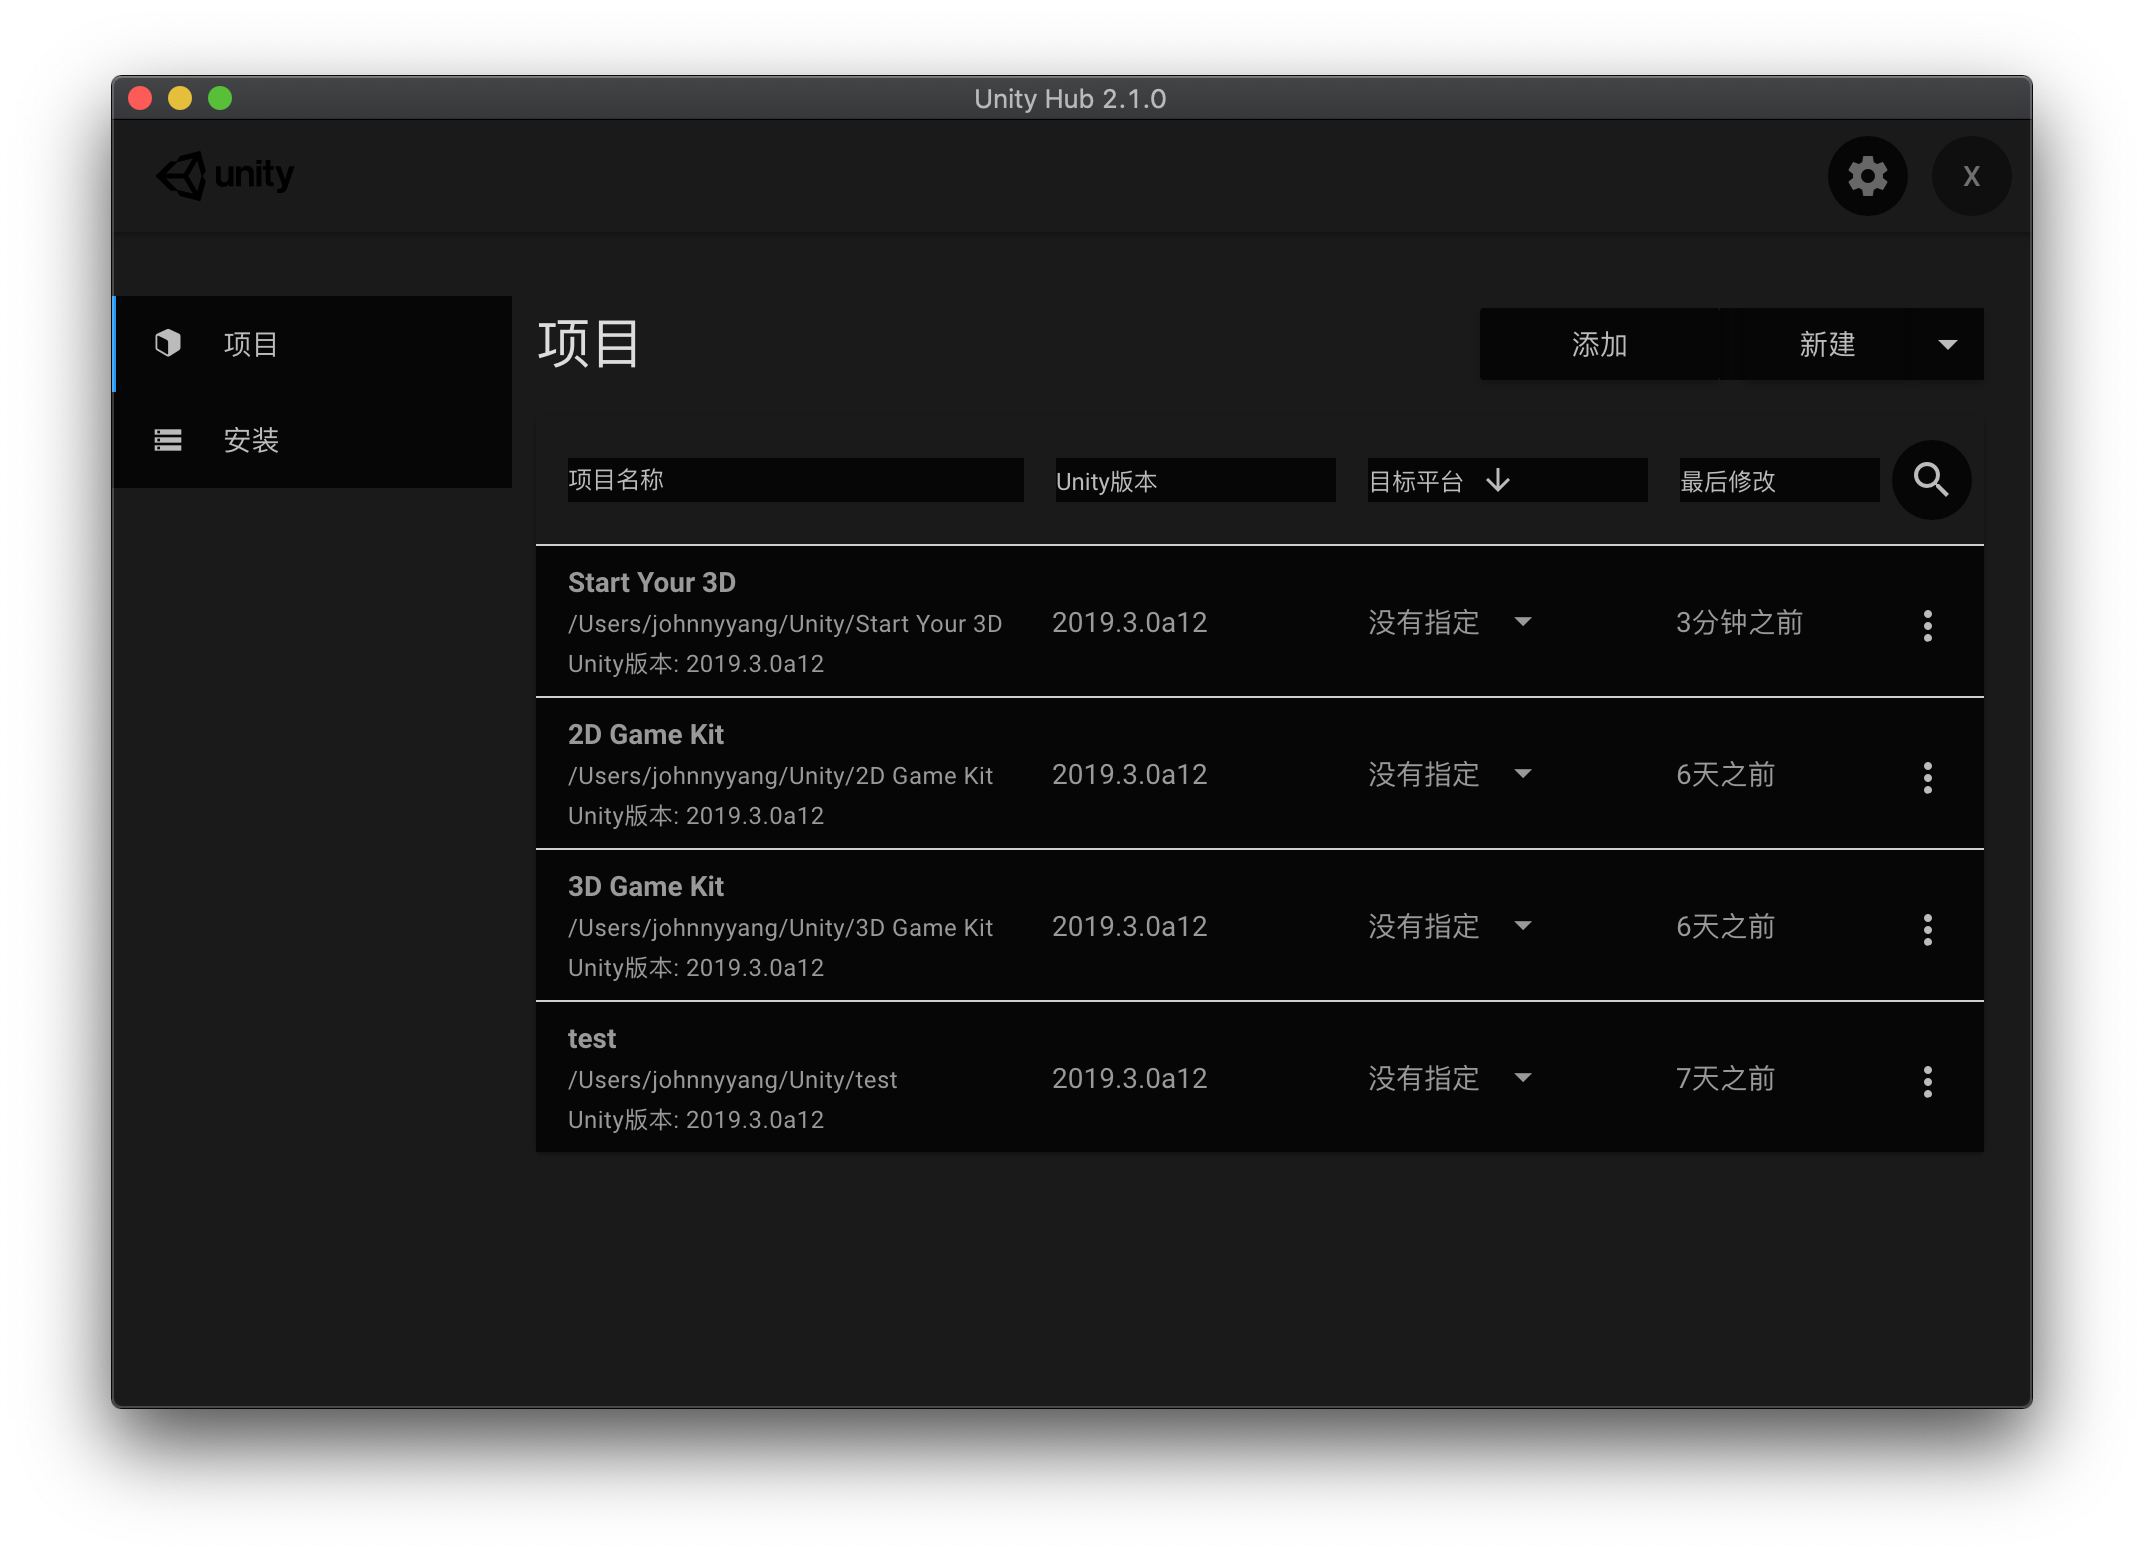 Unity Hub 2.1.0
unity
X
项目
安装
项目
添加
新建
项目名称
Unity版本
目标平台
最后修改
Start Your 3D
/Users/johnnyyang/Unity/Start Your 3D
Unity版本: 2019.3.0a12
2019.3.0a12
没有指定
3分钟之前
2D Game Kit
/Users/johnnyyang/Unity/2D Game Kit
Unity版本: 2019.3.0a12
2019.3.0a12
没有指定
6天之前
3D Game Kit
/Users/johnnyyang/Unity/3D Game Kit
Unity版本: 2019.3.0a12
2019.3.0a12
没有指定
6天之前
test
/Users/johnnyyang/Unity/test
Unity版本: 2019.3.0a12
2019.3.0a12
没有指定
7天之前